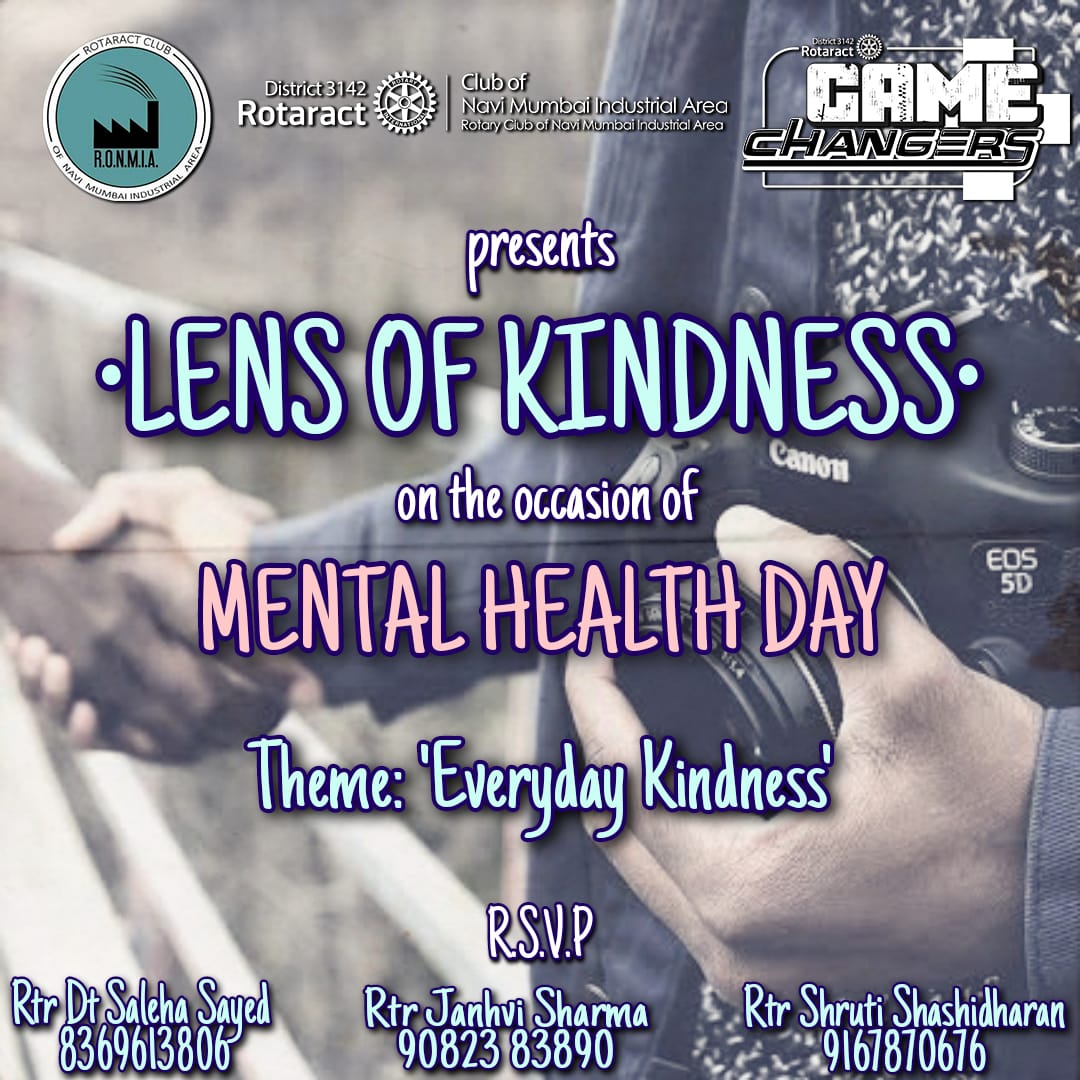 ROTARACT CLUB
R.O.N.M.I.A.
OF NAVI MUMBAI INDUSTRIAL AREA
District 3142
Rotaract
ROTARY
INTERNATIONAL
Club of
Navi Mumbai Industrial Area
Rotary Club of Navi Mumbai Industrial Area
District 3142
Rotaract
GAME
CHANGERS
presents
•LENS OF KINDNESS•
on the occasion of
MENTAL HEALTH DAY
Canon
EOS
5D
Theme: 'Everyday Kindness'
R.S.V.P
Rtr Dt Saleha Sayed
8369613806
Rtr Janhvi Sharma
90823 83890
Rtr Shruti Shashidharan
9167870676